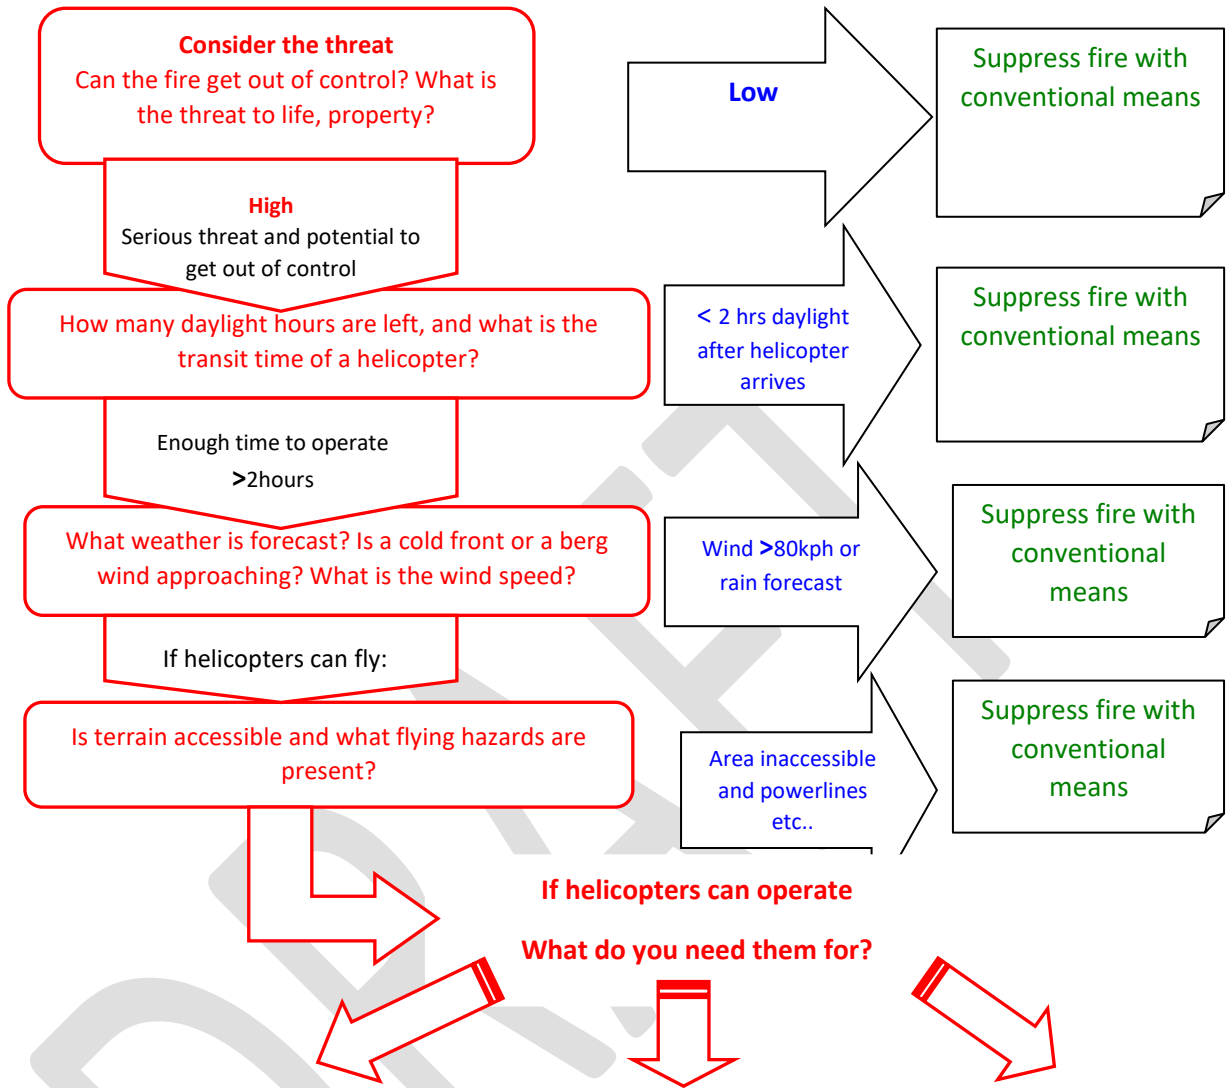 Consider the threat
Can the fire get out of control? What is
the threat to life, property?
Low
Suppress fire with
conventional means
High
Serious threat and potential to
get out of control
How many daylight hours are left, and what is the
transit time of a helicopter?
< 2 hrs daylight
after helicopter
arrives
Suppress fire with
conventional means
Enough time to operate
>2hours
What weather is forecast? Is a cold front or a berg
wind approaching? What is the wind speed?
Wind >80kph or
rain forecast
Suppress fire with
conventional
means
If helicopters can fly:
Is terrain accessible and what flying hazards are
present?
Area inaccessible
and powerlines
etc..
Suppress fire with
conventional
means
If helicopters can operate
What do you need them for?
DRAFT